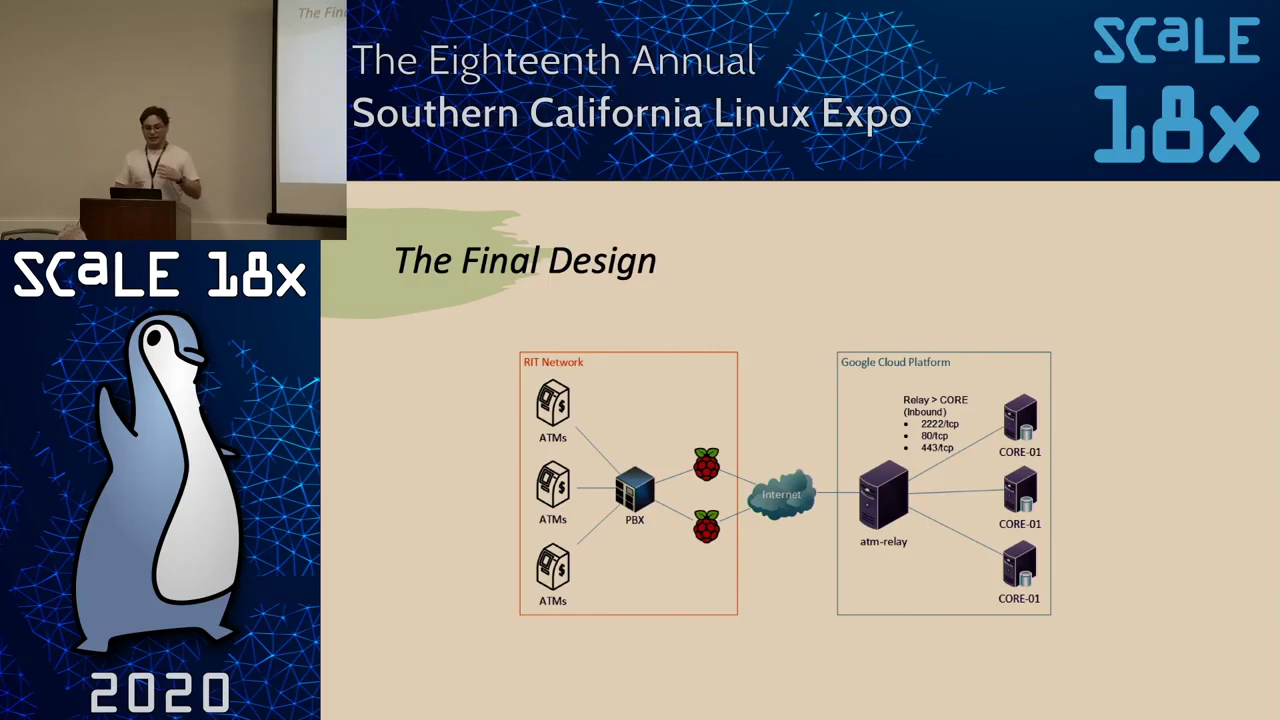 The Fin
The Eighteenth Annual
Southern California Linux Expo
SCaLE
18x
SCaLE 18x
2020
The Final Design
RIT Network
ATMs
ATMs
ATMs
PBX
Internet
Google Cloud Platform
Relay > CORE
(Inbound)
• 2222/tcp
• 80/tcp
• 443/tcp
atm-relay
CORE-01
CORE-01
CORE-01